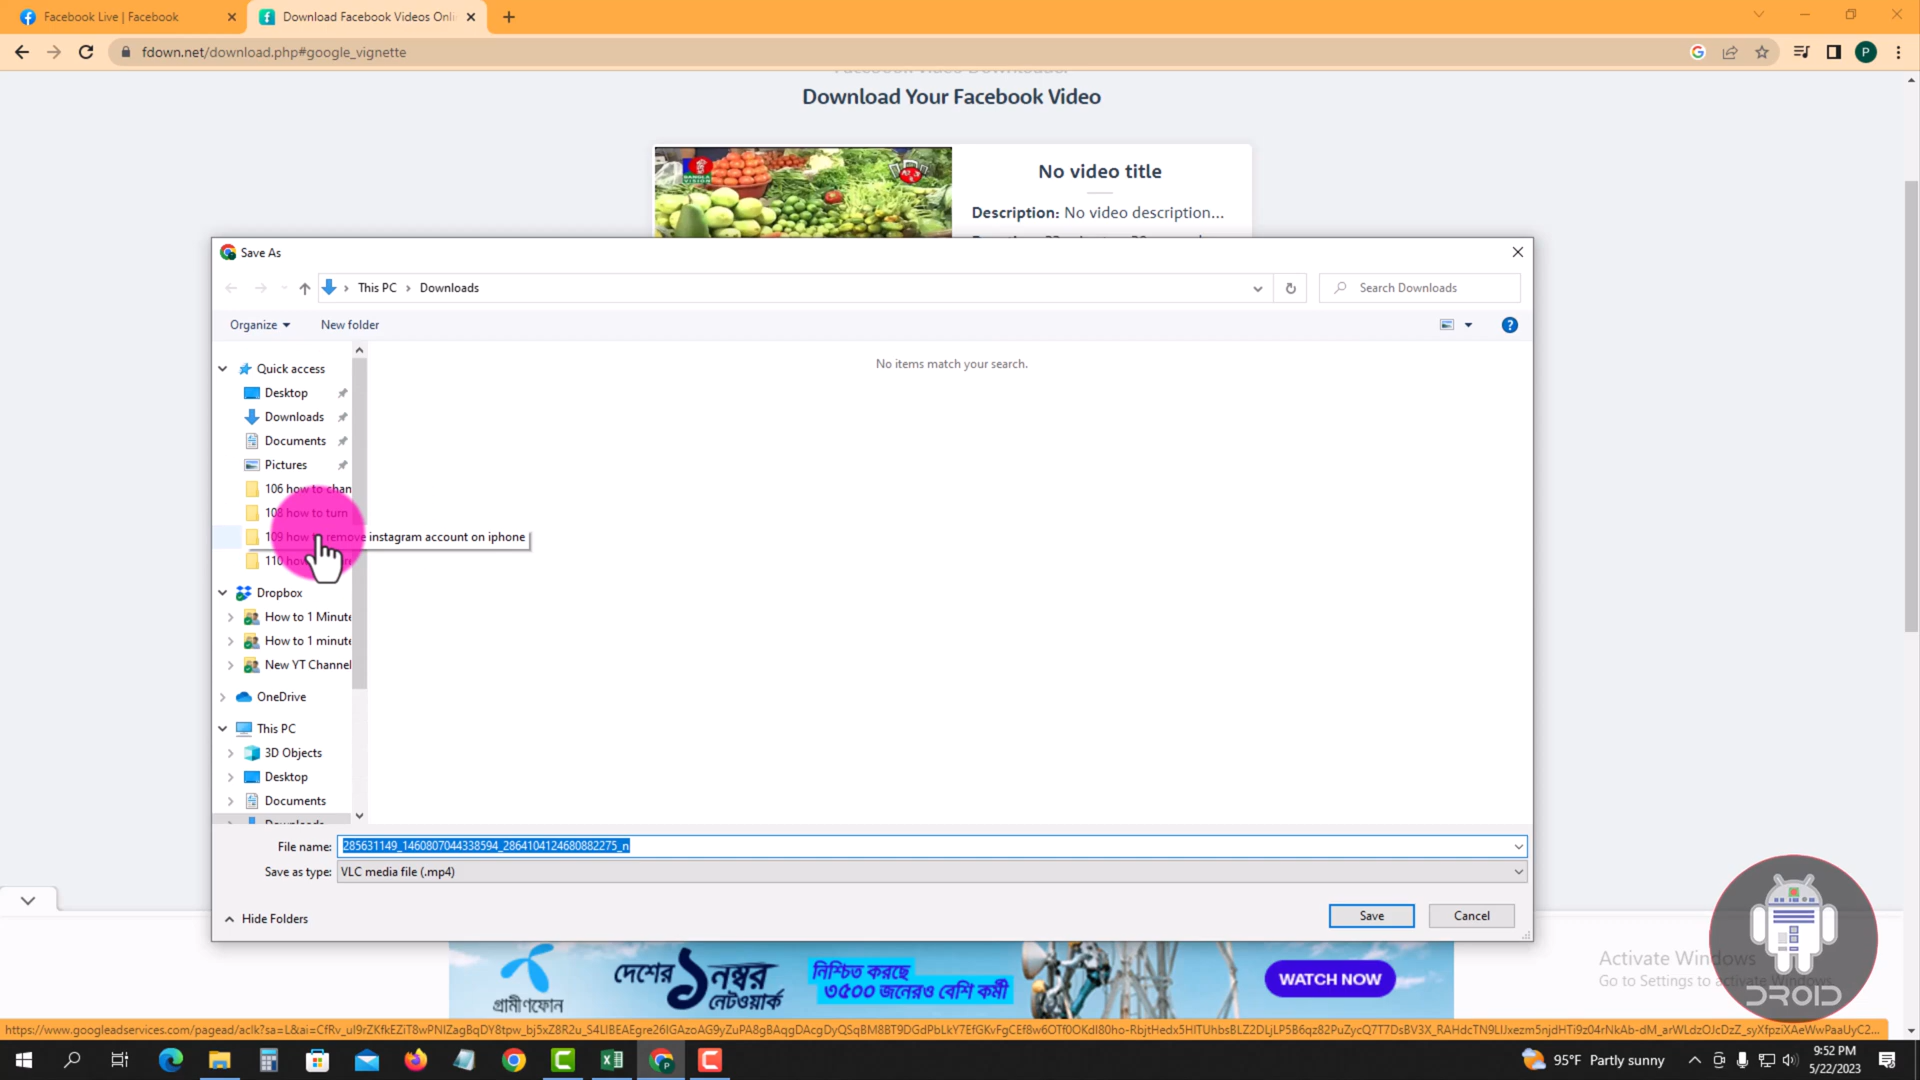 Facebook Live | Facebook
Download Facebook Videos Onli
fdown.net/download.php#google_vignette
P
Download Your Facebook Video
BANGLA VISION
No video title
Description: No video description...
Save As
This PC > Downloads
Search Downloads
Organize
New folder
?
Quick access
No items match your search.
Desktop
Downloads
Documents
Pictures
106 how to chan
108 how to turn
109 how to remove instagram account on iphone
110 how
Dropbox
How to 1 Minute
How to 1 minute
New YT Channel
OneDrive
This PC
3D Objects
Desktop
Documents
File name: 285631149_1460807044338594_2864104124680882275_n
Save as type: VLC media file (.mp4)
Hide Folders
Save
Cancel
গ্রামীণফোন
দেশের ১নম্বর নেটওয়ার্ক
নিশ্চিত করছে
৩৫০০ জনেরও বেশি কর্মী
WATCH NOW
Activate Windows
Go to Settings to activate Windows.
DROID
95°F Partly sunny
9:52 PM
5/22/2023